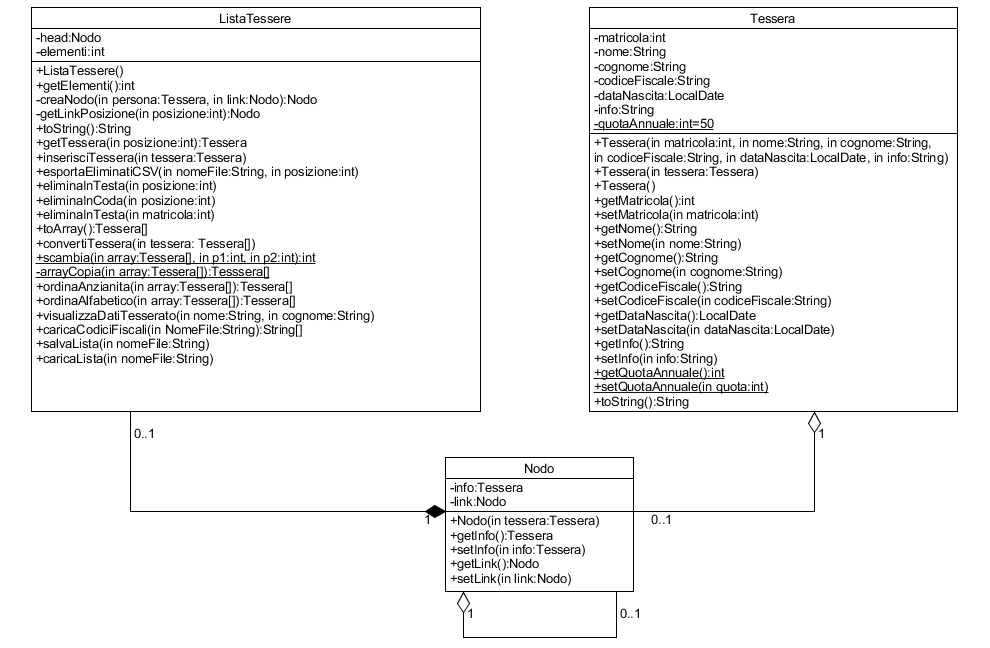 ListaTessere
-head:Nodo
-elementi:int
+ListaTessere()
+getElementi():int
-creaNodo(in persona:Tessera, in link:Nodo):Nodo
-getLinkPosizione(in posizione:int):Nodo
+toString():String
+getTessera(in posizione:int):Tessera
+inserisciTessera(in tessera:Tessera)
+esportaEliminatiCSV(in nomeFile:String, in posizione:int)
+eliminaInTesta(in posizione:int)
+eliminaInCoda(in posizione:int)
+eliminaInTesta(in matricola:int)
+toArray():Tessera[]
+convertiTessera(in tessera: Tessera[])
+scambia(in array:Tessera[], in p1:int, in p2:int):int
-arrayCopia(in array:Tessera[]):Tesssera[]
+ordinaAnzianita(in array:Tessera[]):Tessera[]
+ordinaAlfabetico(in array:Tessera[]):Tessera[]
+visualizzaDatiTesserato(in nome:String, in cognome:String)
+caricaCodiciFiscali(in NomeFile:String):String[]
+salvaLista(in nomeFile:String)
+caricaLista(in nomeFile:String)
Tessera
-matricola:int
-nome:String
-cognome:String
-codiceFiscale:String
-dataNascita:LocalDate
-info:String
-quotaAnnuale:int=50
+Tessera(in matricola:int, in nome:String, in cognome:String,
in codiceFiscale:String, in dataNascita:LocalDate, in info:String)
+Tessera(in tessera:Tessera)
+Tessera()
+getMatricola():int
+setMatricola(in matricola:int)
+getNome():String
+setNome(in nome:String)
+getCognome():String
+setCognome(in cognome:String)
+getCodiceFiscale():String
+setCodiceFiscale(in codiceFiscale:String)
+getDataNascita():LocalDate
+setDataNascita(in dataNascita:LocalDate)
+getInfo():String
+setInfo(in info:String)
+getQuotaAnnuale():int
+setQuotaAnnuale(in quota:int)
+toString():String
0..1
1
Nodo
-info:Tessera
-link:Nodo
+Nodo(in tessera:Tessera)
+getInfo():Tessera
+setInfo(in info:Tessera)
+getLink():Nodo
+setLink(in link:Nodo)
1
0..1
1
0..1